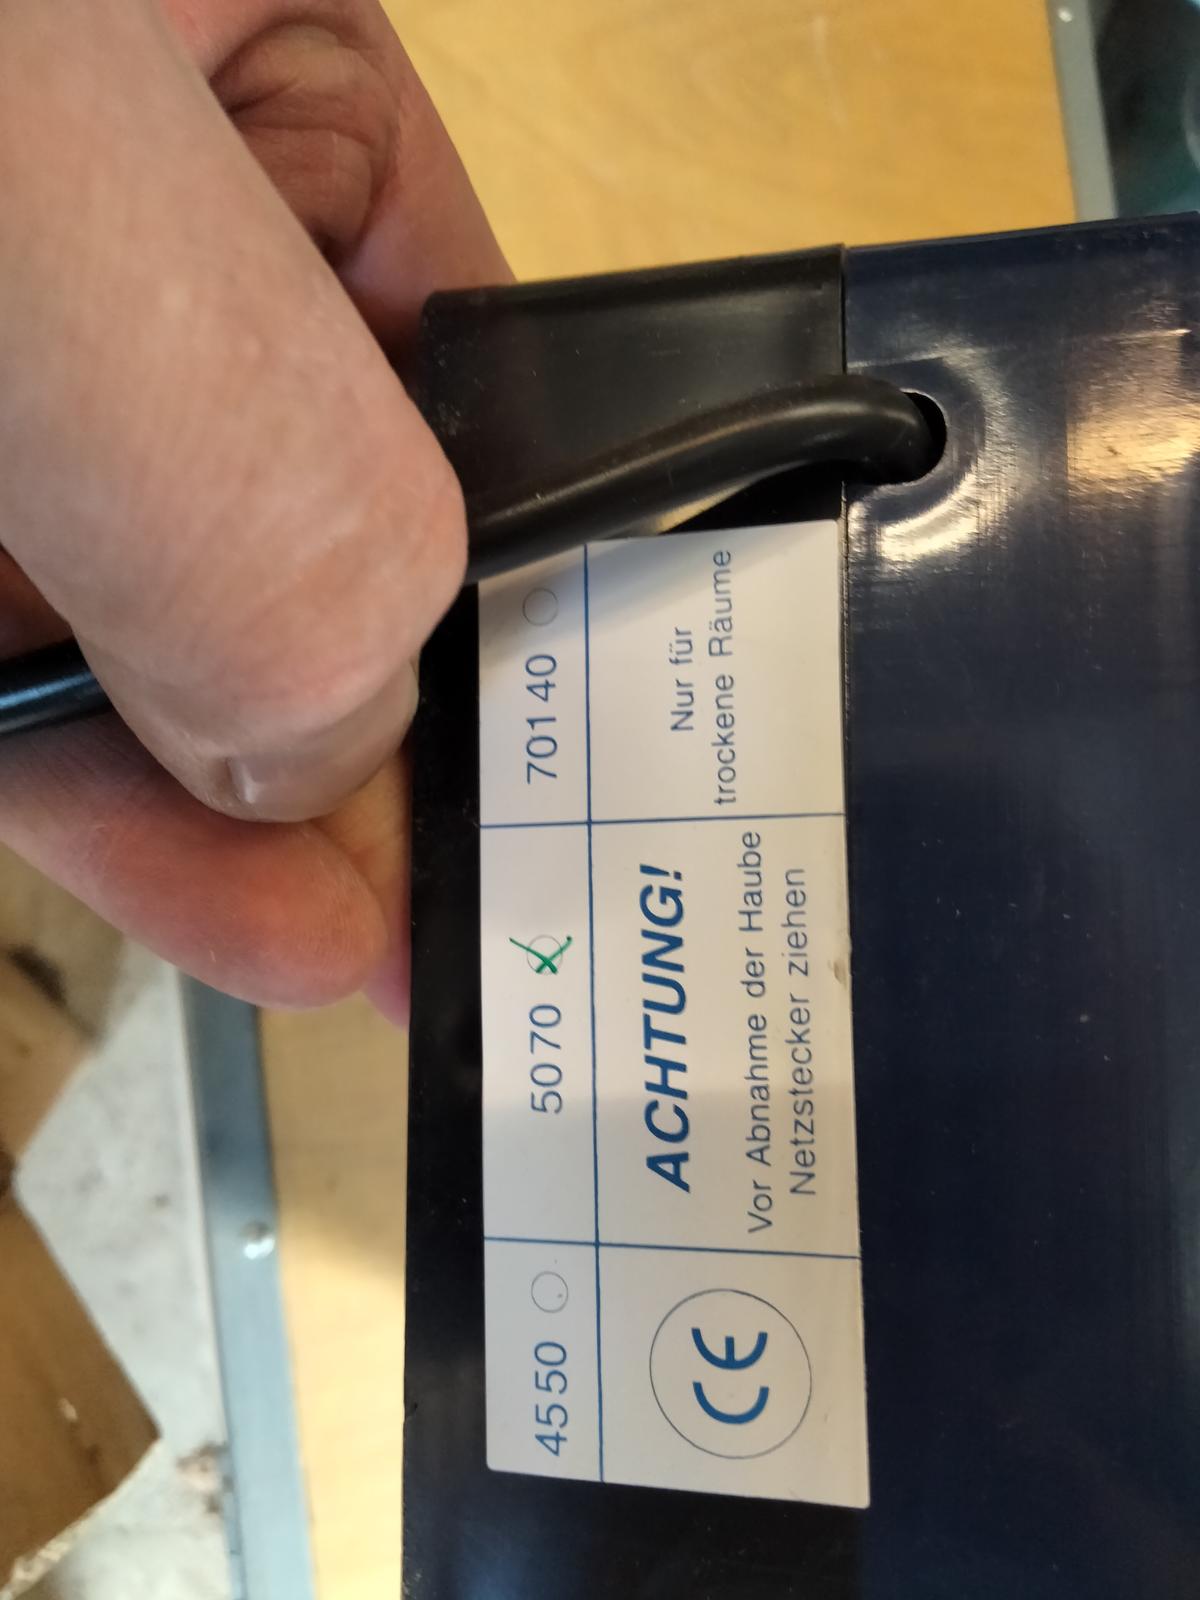 4550
5070
70140
CE
ACHTUNG!
Vor Abnahme der Haube
Netzstecker ziehen
Nur für
trockene Räume